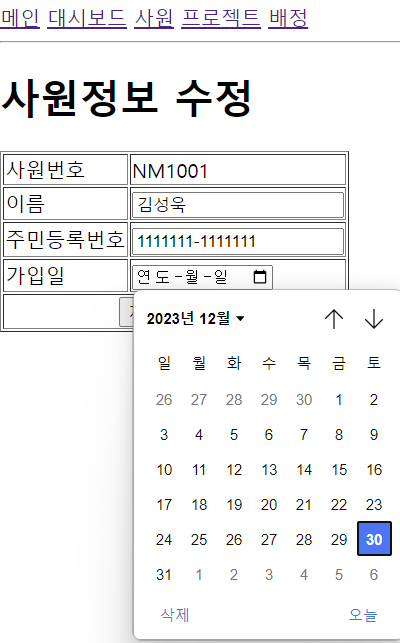 메인 대시보드 사원 프로젝트 배정
사원정보 수정
사원번호 NM1001
이름 김성욱
주민등록번호 1111111-1111111
가입일 연도-월-일
2023년 12월
일 월 화 수 목 금 토
26 27 28 29 30 1 2
3 4 5 6 7 8 9
10 11 12 13 14 15 16
17 18 19 20 21 22 23
24 25 26 27 28 29 30
31 1 2 3 4 5 6
삭제 오늘